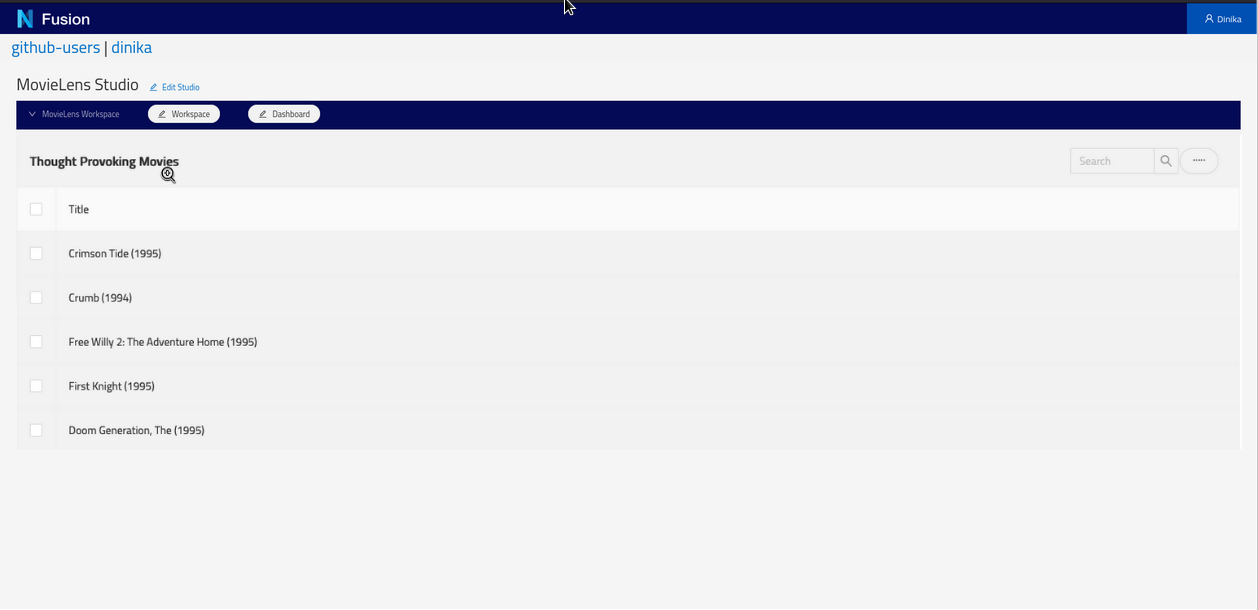 Fusion
Dinika
github-users | dinika
MovieLens Studio Edit Studio
MovieLens Workspace Workspace Dashboard
Thought Provoking Movies
Search
Title
Crimson Tide (1995)
Crumb (1994)
Free Willy 2: The Adventure Home (1995)
First Knight (1995)
Doom Generation, The (1995)